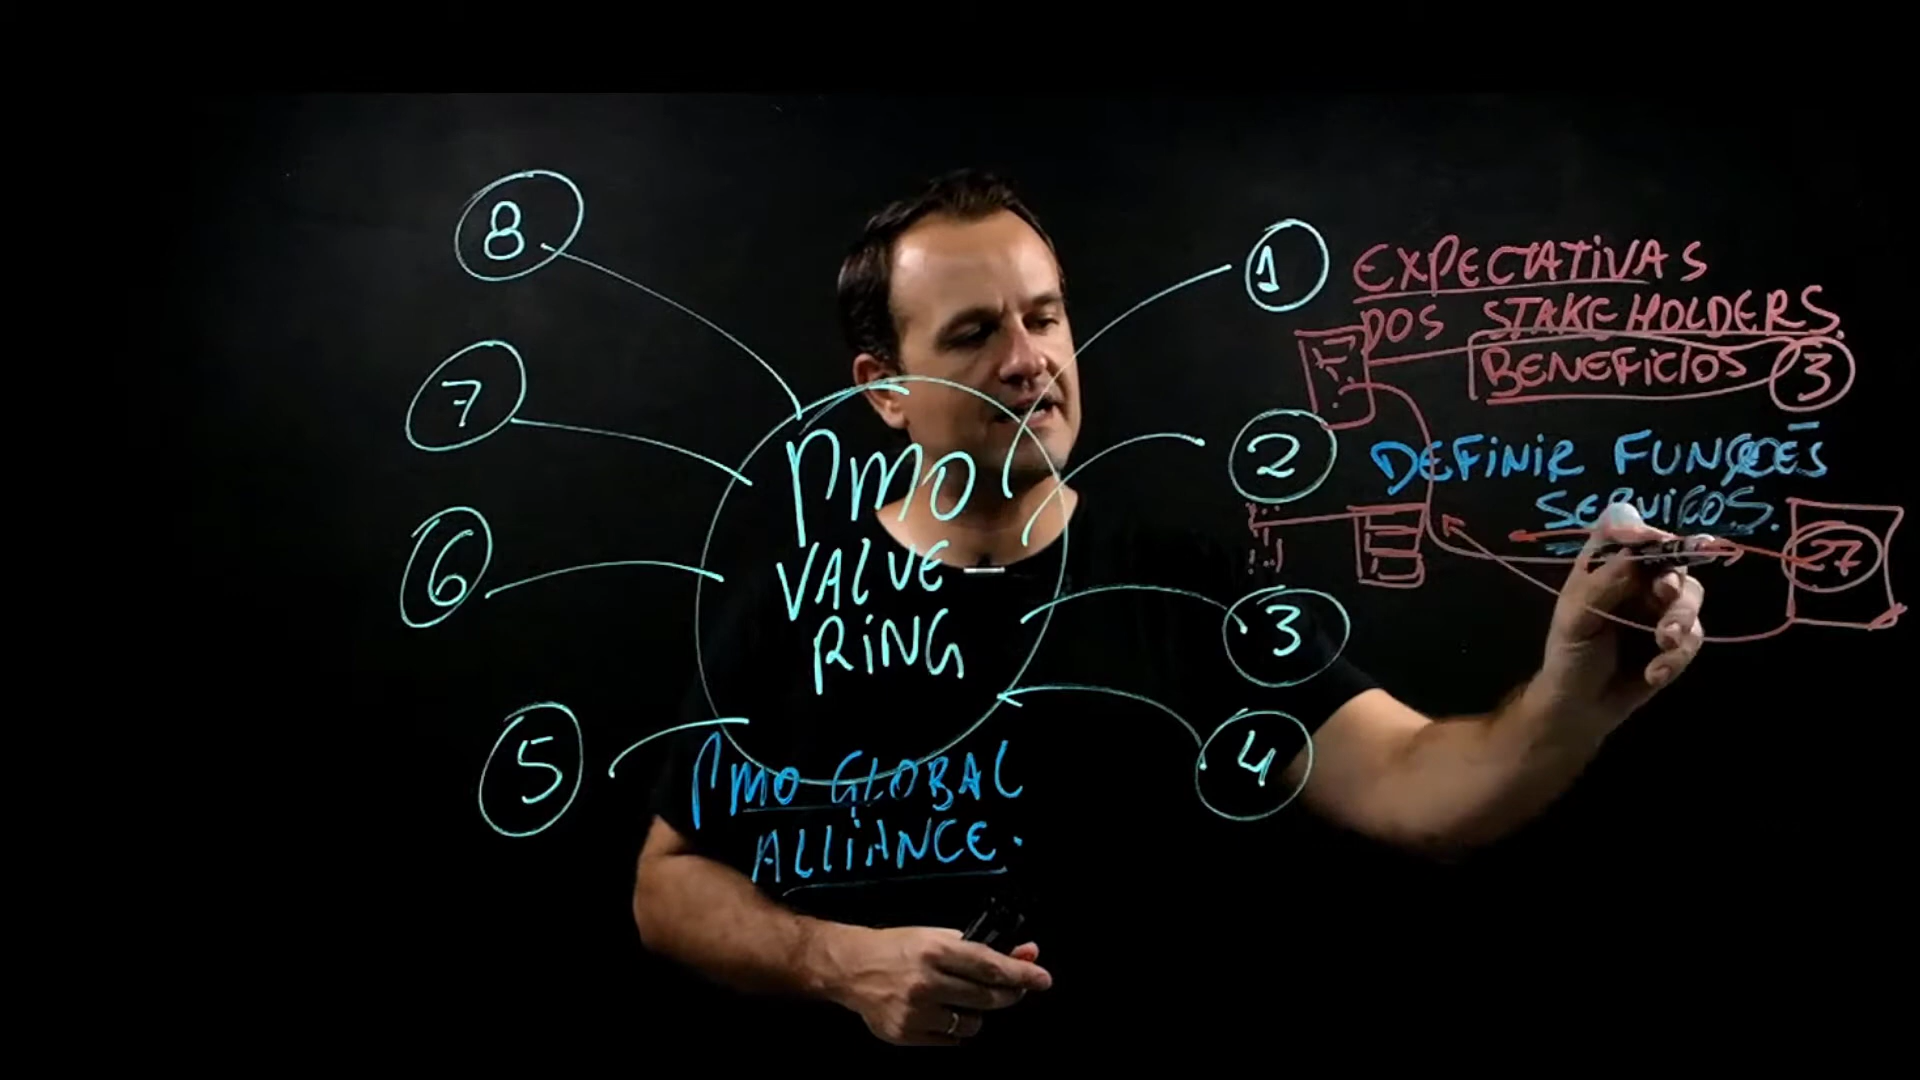 8
7
6
5
PMO
VALUE
RING
PMO GLOBAL
ALLIANCE.
1
EXPECTATIVAS
DOS STAKEHOLDERS.
BENEFICIOS 3
2
DEFINIR FUNÇÕES
SERVIÇOS.
27
3
4